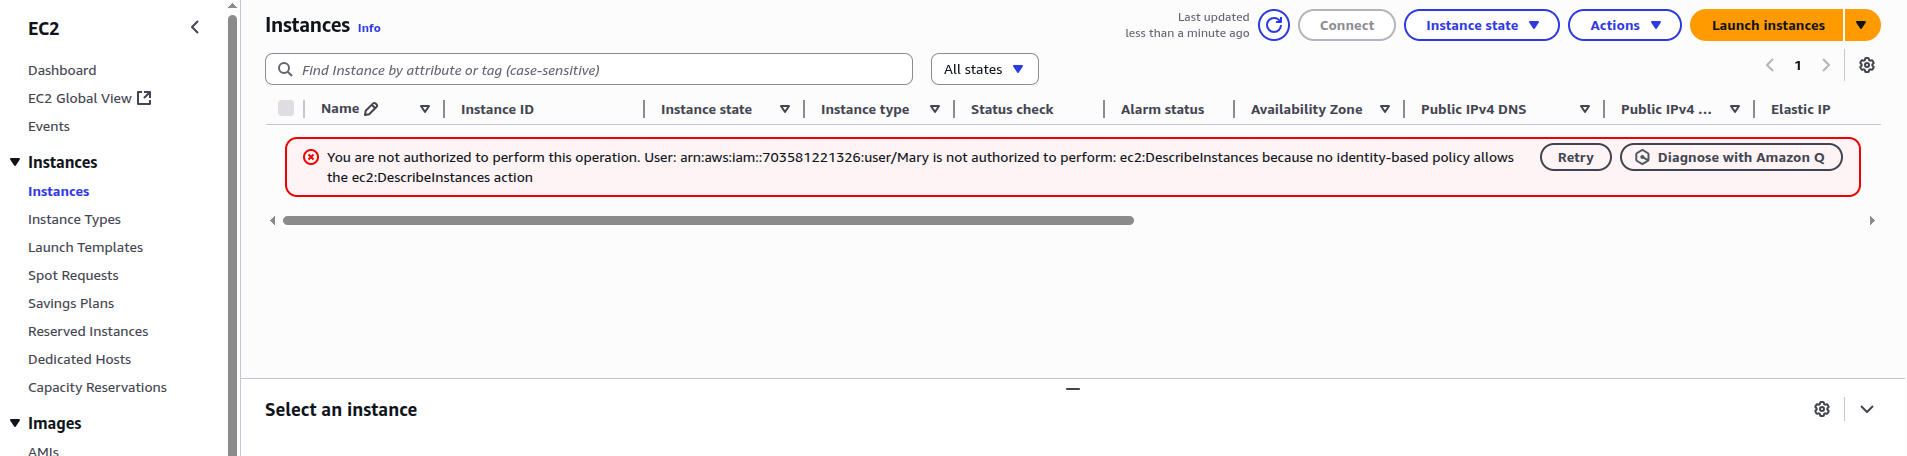 EC2
Dashboard
EC2 Global View
Events
Instances
Instances
Instance Types
Launch Templates
Spot Requests
Savings Plans
Reserved Instances
Dedicated Hosts
Capacity Reservations
Images
AMIs
Instances Info
Last updated
less than a minute ago
Connect
Instance state
Actions
Launch instances
Find Instance by attribute or tag (case-sensitive)
All states
1
Name
Instance ID
Instance state
Instance type
Status check
Alarm status
Availability Zone
Public IPv4 DNS
Public IPv4 ...
Elastic IP
You are not authorized to perform this operation. User: arn:aws:iam::703581221326:user/Mary is not authorized to perform: ec2:DescribeInstances because no identity-based policy allows
the ec2:DescribeInstances action
Retry
Diagnose with Amazon Q
Select an instance